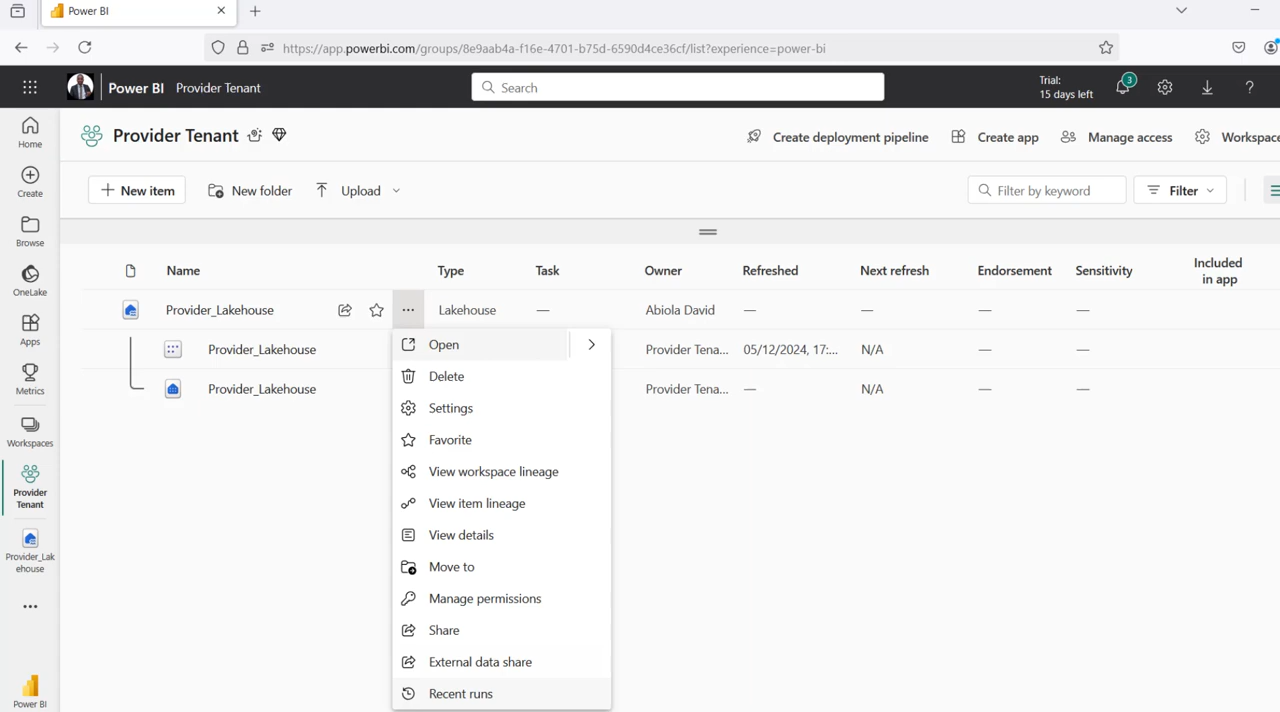 Power BI
https://app.powerbi.com/groups/8e9aab4a-f16e-4701-b75d-6590d4ce36cf/list?experience=power-bi
Power BI Provider Tenant
Search
Trial:
15 days left
3
?
Home
Create
Browse
OneLake
Apps
Metrics
Workspaces
Provider
Tenant
Provider_Lak
ehouse
Power BI
Provider Tenant
Create deployment pipeline
Create app
Manage access
Workspace
New item
New folder
Upload
Filter by keyword
Filter
Name Type Task Owner Refreshed Next refresh Endorsement Sensitivity Included
in app
Provider_Lakehouse Lakehouse — Abiola David — — — —
Provider_Lakehouse Provider Tena... 05/12/2024, 17:... N/A — —
Provider_Lakehouse Provider Tena... — N/A — —
Open
Delete
Settings
Favorite
View workspace lineage
View item lineage
View details
Move to
Manage permissions
Share
External data share
Recent runs